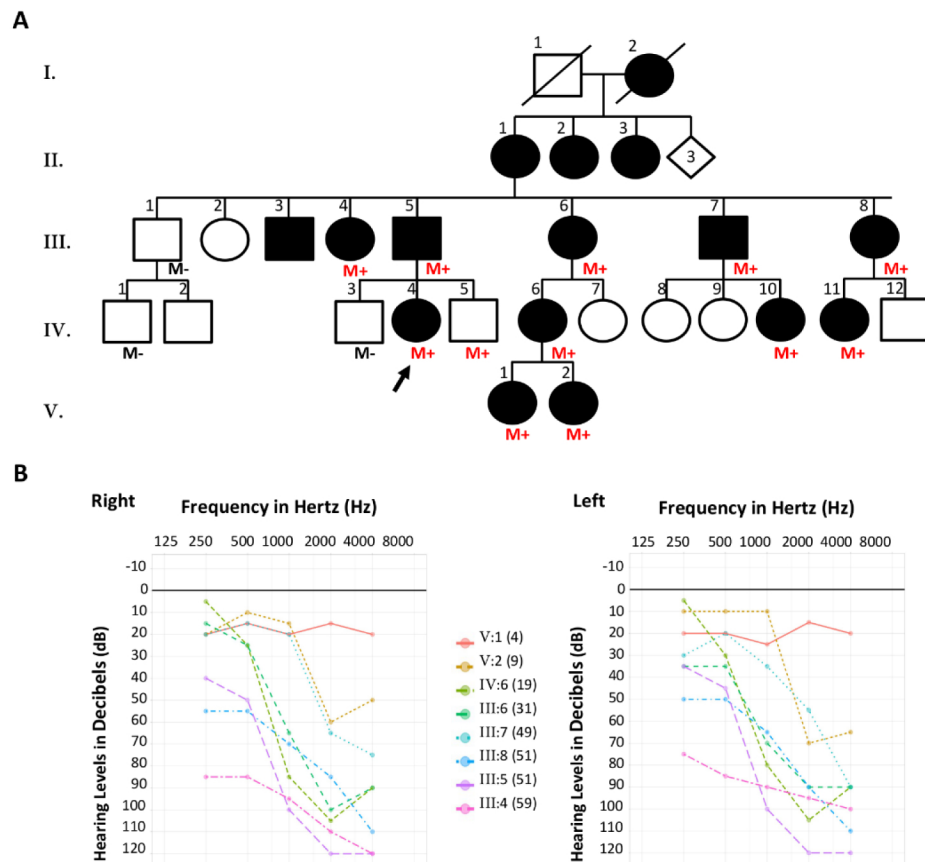 A
I.
1 2
II.
1 2 3 3
III.
1 2 3 4 5 6 7 8
M- M+ M+ M+ M+ M+
IV.
1 2 3 4 5 6 7 8 9 10 11 12
M- M- M+ M+ M+ M+ M+
V.
1 2
M+ M+
B
Right Frequency in Hertz (Hz)
125 250 500 1000 2000 4000 8000
Hearing Levels in Decibels (dB)
-10
0
10
20
30
40
50
60
70
80
90
100
110
120
V:1 (4)
V:2 (9)
IV:6 (19)
III:6 (31)
III:7 (49)
III:8 (51)
III:5 (51)
III:4 (59)
Left Frequency in Hertz (Hz)
125 250 500 1000 2000 4000 8000
Hearing Levels in Decibels (dB)
-10
0
10
20
30
40
50
60
70
80
90
100
110
120